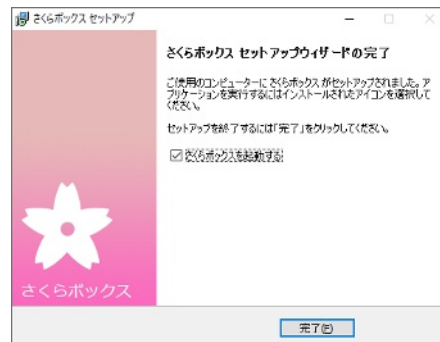 さくらボックス セットアップ
さくらボックス セットアップウィザードの完了
ご使用のコンピューターに さくらボックス がセットアップされました。ア
プリケーションを実行するにはインストールされたアイコンを選択して
ください。
セットアップを終了するには「完了」をクリックしてください。
さくらボックスを起動する
さくらボックス
完了(F)